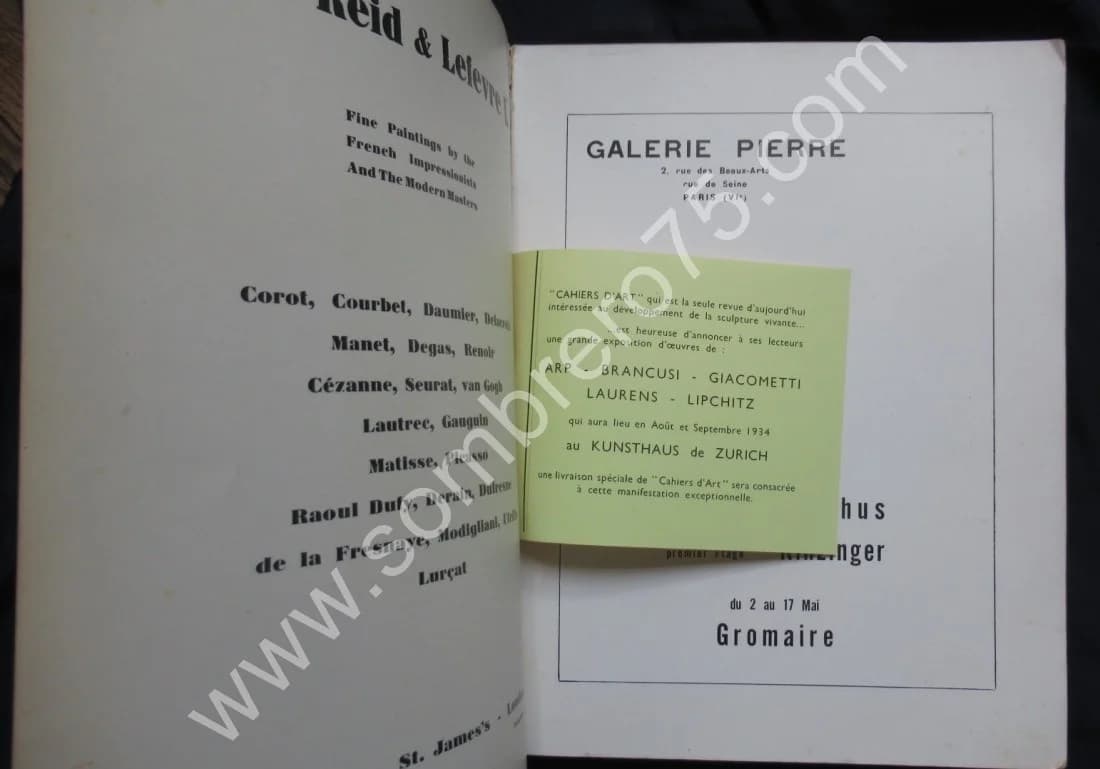 Reid & Lefevre
Fine Paintings by the
French Impressionists
And The Modern Masters
Corot, Courbet, Daumier,
Manet, Degas, Renoir
Cézanne, Seurat, van Gogh
Lautrec, Gauguin
Matisse, Picasso
Raoul Dufy, Derain, Dufresne
de la Fresnaye, Modigliani,
Lurçat
St. James's -
GALERIE PIERRE
2, rue des Beaux-Arts
rue de Seine
PARIS (VIe)
"CAHIERS D'ART" qui est la seule revue d'aujourd'hui
intéressée au développement de la sculpture vivante...
...est heureuse d'annoncer à ses lecteurs
une grande exposition d'œuvres de :
ARP - BRANCUSI - GIACOMETTI
LAURENS - LIPCHITZ
qui aura lieu en Août et Septembre 1934
au KUNSTHAUS de ZURICH
une livraison spéciale de "Cahiers d'Art" sera consacrée
à cette manifestation exceptionnelle.
hus
premier étage
du 2 au 17 Mai
Gromaire
www.sombrero75.com